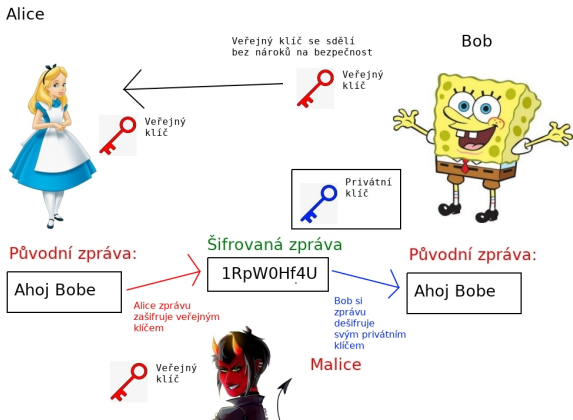 Alice
Veřejný klíč se sdělí
bez nároků na bezpečnost
Bob
Veřejný
klíč
Veřejný
klíč
Privátní
klíč
Původní zpráva:
Šifrovaná zpráva
Původní zpráva:
Ahoj Bobe
1RpW0Hf4U
Ahoj Bobe
Alice zprávu
zašifruje veřejným
klíčem
Bob si
zprávu
dešifruje
svým privátním
klíčem
Malice
Veřejný
klíč